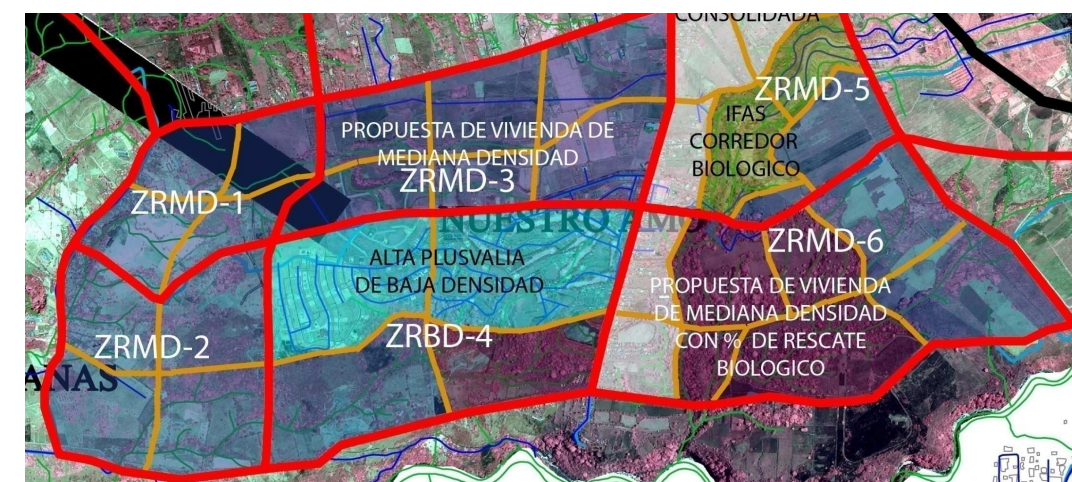 CONSOLIDADA
ZRMD-5
IFAS
CORREDOR
BIOLOGICO
PROPUESTA DE VIVIENDA DE
MEDIANA DENSIDAD
ZRMD-3
ZRMD-1
NUESTRO AMO
ZRMD-6
ALTA PLUSVALIA
DE BAJA DENSIDAD
PROPUESTA DE VIVIENDA
DE MEDIANA DENSIDAD
CON % DE RESCATE
BIOLOGICO
ZRBD-4
ZRMD-2
ANAS